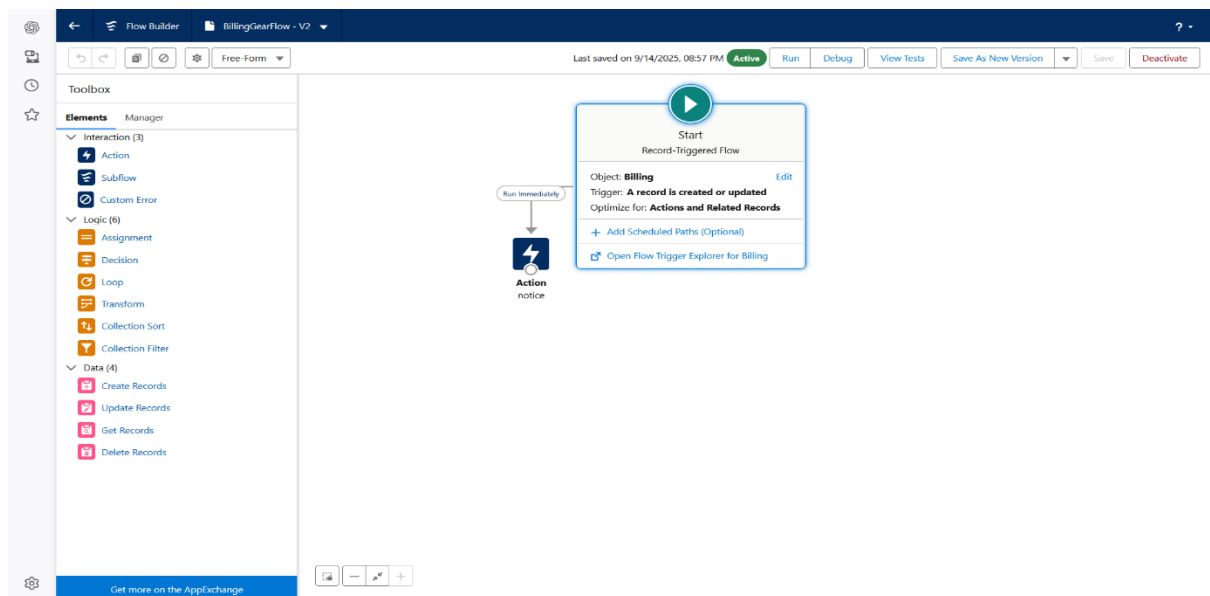 Flow Builder
BillingGearFlow - V2
?
Free-Form
Last saved on 9/14/2025, 08:57 PM
Active
Run
Debug
View Tests
Save As New Version
Save
Deactivate
Toolbox
Elements
Manager
Interaction (3)
Action
Subflow
Custom Error
Logic (6)
Assignment
Decision
Loop
Transform
Collection Sort
Collection Filter
Data (4)
Create Records
Update Records
Get Records
Delete Records
Get more on the AppExchange
Start
Record-Triggered Flow
Object: Billing
Edit
Trigger: A record is created or updated
Optimize for: Actions and Related Records
+ Add Scheduled Paths (Optional)
Open Flow Trigger Explorer for Billing
Run Immediately
Action
notice